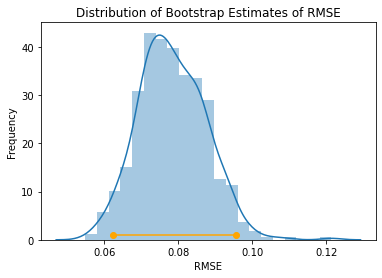 Distribution of Bootstrap Estimates of RMSE
Frequency
40
30
20
10
0
0.06 0.08 0.10 0.12
RMSE